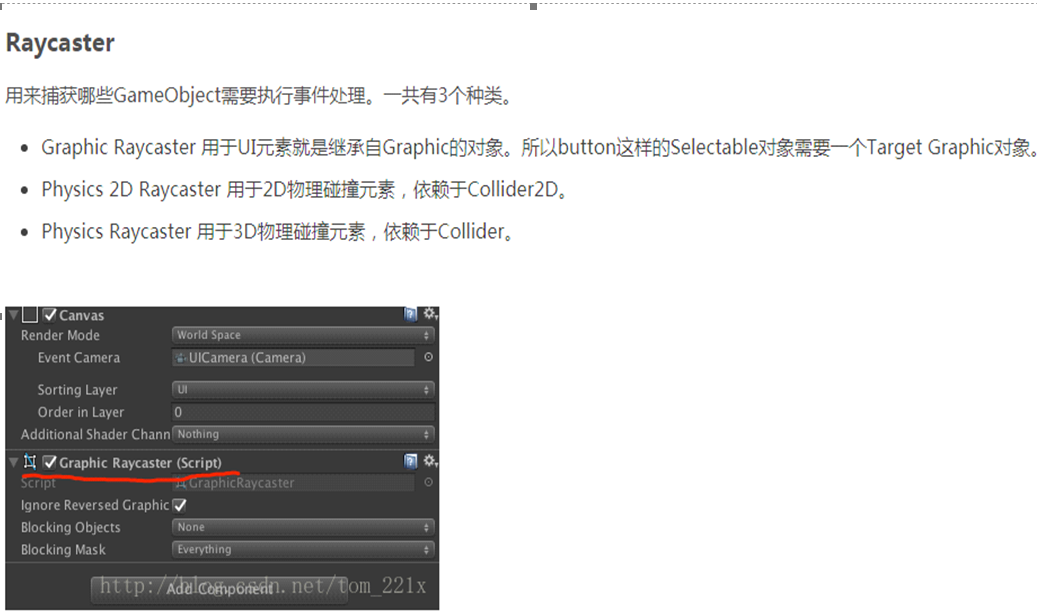 Raycaster
用来捕获哪些GameObject需要执行事件处理。一共有3个种类。
Graphic Raycaster 用于UI元素就是继承自Graphic的对象。所以button这样的Selectable对象需要一个Target Graphic对象。
Physics 2D Raycaster 用于2D物理碰撞元素，依赖于Collider2D。
Physics Raycaster 用于3D物理碰撞元素，依赖于Collider。
Canvas
Render Mode World Space
Event Camera UICamera (Camera)
Sorting Layer UI
Order in Layer 0
Additional Shader Chann Nothing
Graphic Raycaster (Script)
Script GraphicRaycaster
Ignore Reversed Graphic
Blocking Objects None
Blocking Mask Everything
Add Component
http://blog.csdn.net/tom_221x